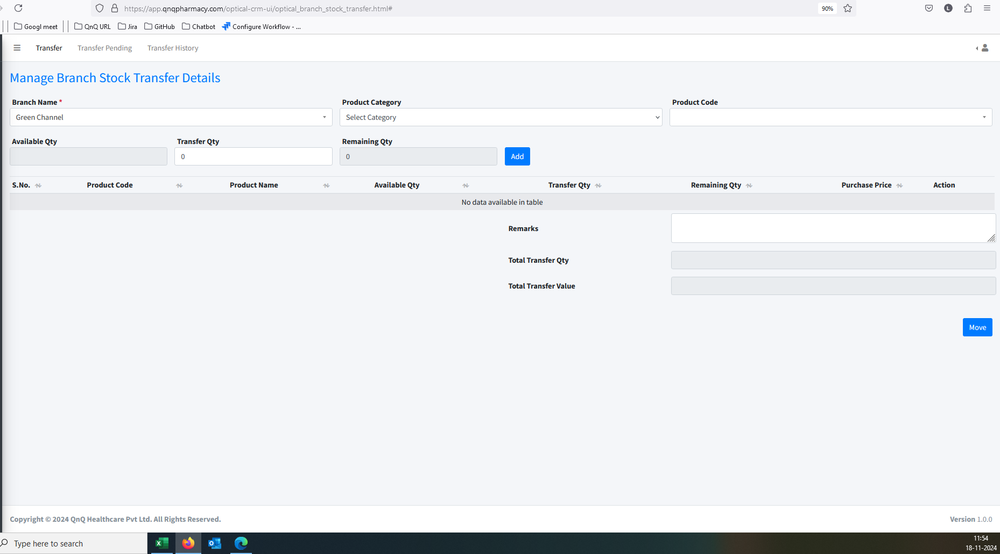 https://app.qnqpharmacy.com/optical-crm-ui/optical_branch_stock_transfer.html#
90%
L
Googl meet
QnQ URL
Jira
GitHub
Chatbot
Configure Workflow - ...
Transfer
Transfer Pending
Transfer History
Manage Branch Stock Transfer Details
Branch Name *
Product Category
Product Code
Green Channel
Select Category
Available Qty
Transfer Qty
Remaining Qty
0
0
Add
S.No.
Product Code
Product Name
Available Qty
Transfer Qty
Remaining Qty
Purchase Price
Action
No data available in table
Remarks
Total Transfer Qty
Total Transfer Value
Move
Copyright © 2024 QnQ Healthcare Pvt Ltd. All Rights Reserved.
Version 1.0.0
Type here to search
11:54
18-11-2024